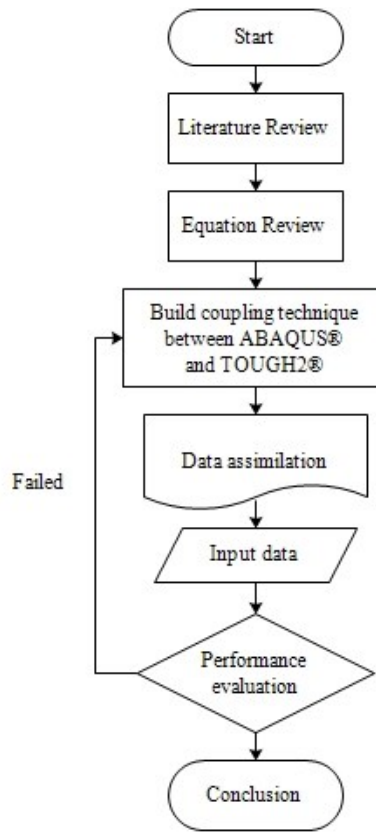 Start
Literature Review
Equation Review
Build coupling technique
between ABAQUS®
and TOUGH2®
Data assimilation
Failed
Input data
Performance
evaluation
Conclusion